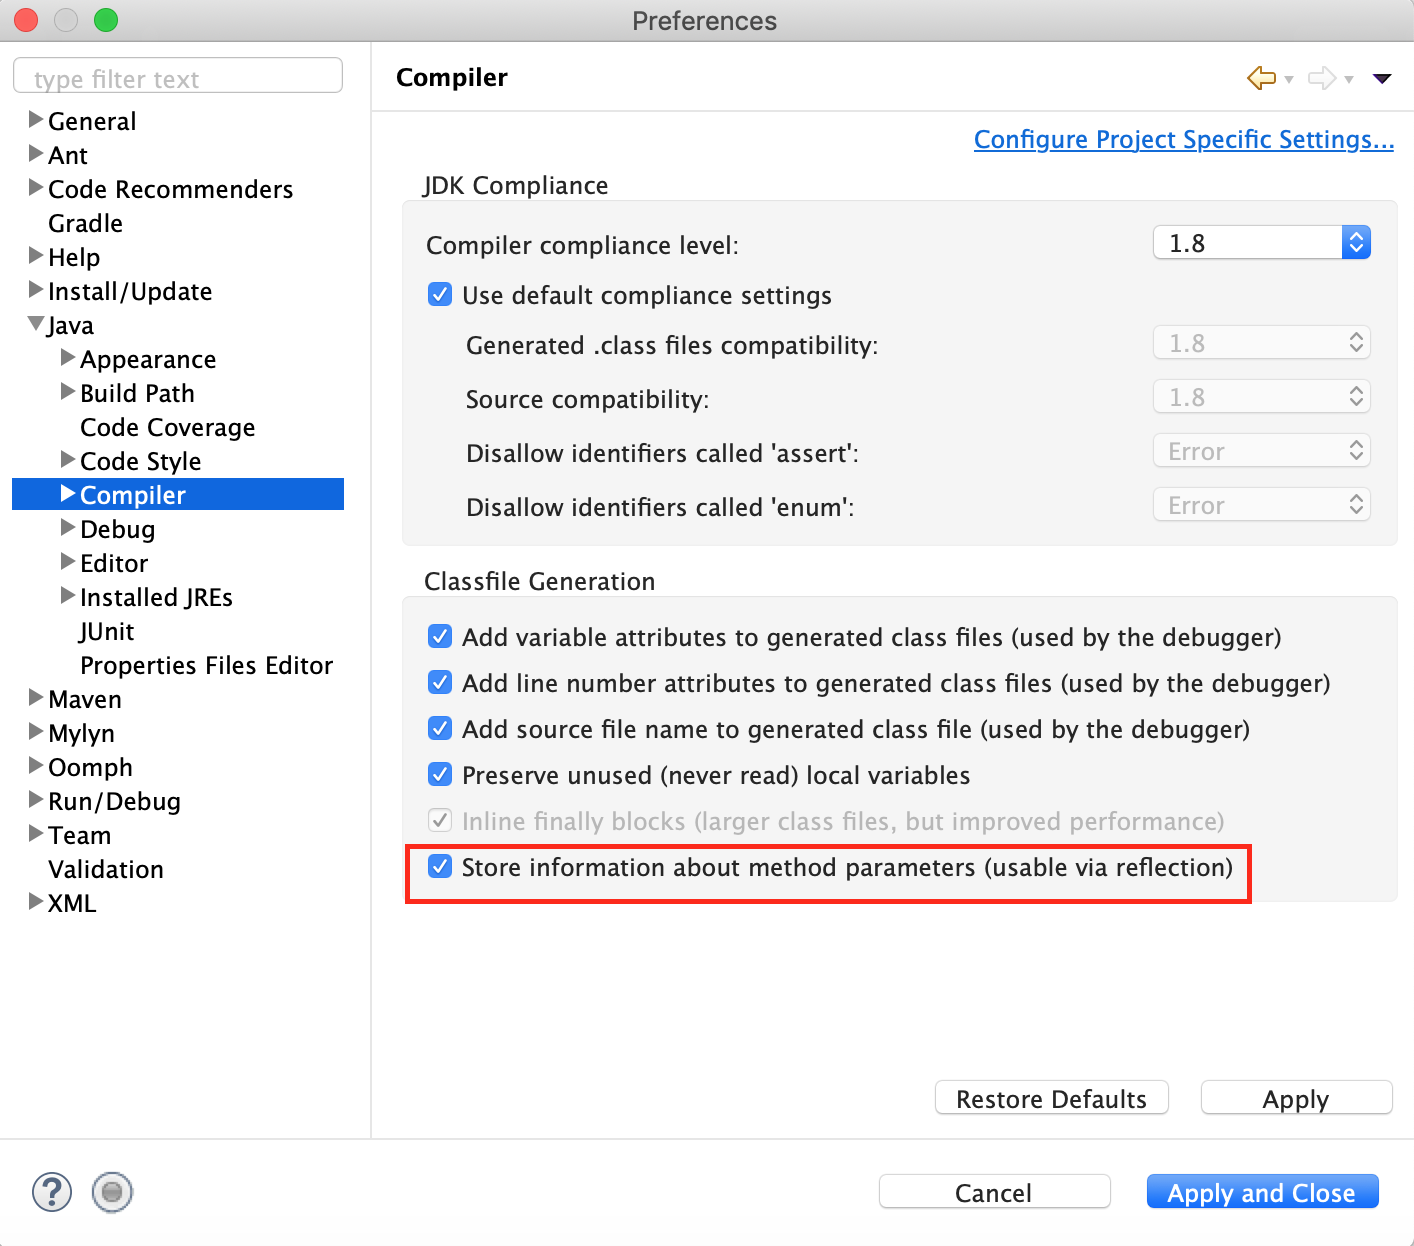 Preferences
type filter text
General
Ant
Code Recommenders
Gradle
Help
Install/Update
Java
Appearance
Build Path
Code Coverage
Code Style
Compiler
Debug
Editor
Installed JREs
JUnit
Properties Files Editor
Maven
Mylyn
Oomph
Run/Debug
Team
Validation
XML
Compiler
Configure Project Specific Settings...
JDK Compliance
Compiler compliance level: 1.8
Use default compliance settings
Generated .class files compatibility: 1.8
Source compatibility: 1.8
Disallow identifiers called 'assert': Error
Disallow identifiers called 'enum': Error
Classfile Generation
Add variable attributes to generated class files (used by the debugger)
Add line number attributes to generated class files (used by the debugger)
Add source file name to generated class file (used by the debugger)
Preserve unused (never read) local variables
Inline finally blocks (larger class files, but improved performance)
Store information about method parameters (usable via reflection)
Restore Defaults Apply
? Cancel Apply and Close